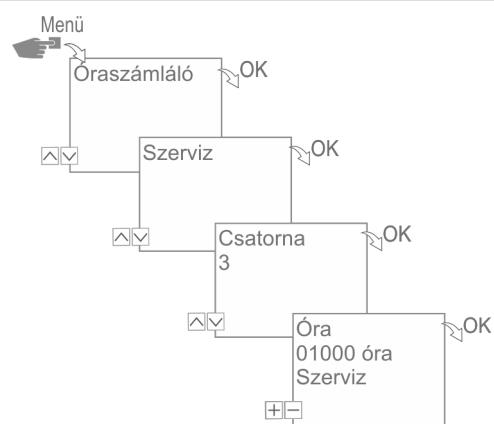 Menü
Óraszámláló
OK
Szerviz
OK
Csatorna
3
OK
Óra
01000 óra
Szerviz
OK
+ −